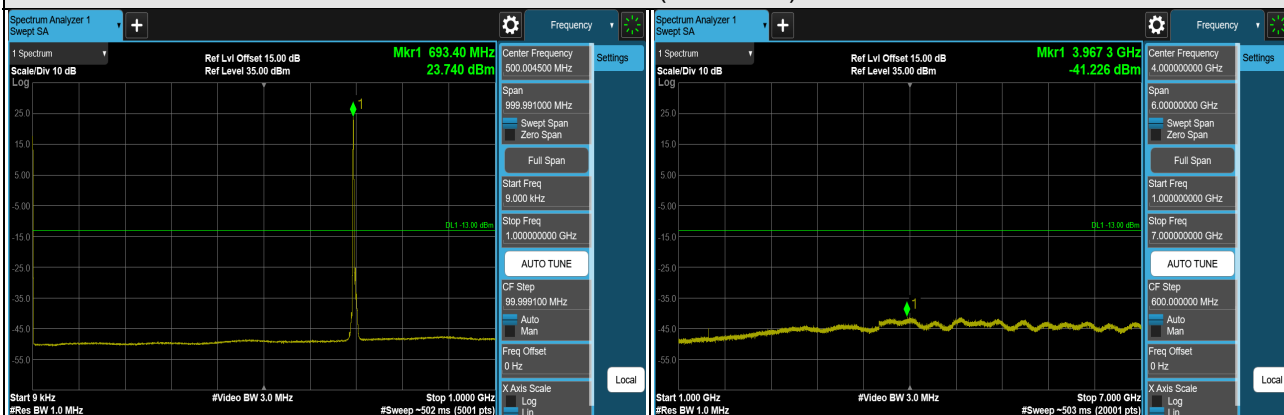 Spectrum Analyzer 1
Swept SA
+
Frequency
1 Spectrum
Scale/Div 10 dB
Log
Ref Lvl Offset 15.00 dB
Ref Level 35.00 dBm
Mkr1 693.40 MHz
23.740 dBm
25.0
15.0
5.00
-5.00
-15.0
-25.0
-35.0
-45.0
-55.0
1
DL1 -13.00 dBm
Start 9 kHz
#Res BW 1.0 MHz
#Video BW 3.0 MHz
Stop 1.0000 GHz
#Sweep ~502 ms (5001 pts)
Center Frequency
500.004500 MHz
Settings
Span
999.991000 MHz
Swept Span
Zero Span
Full Span
Start Freq
9.000 kHz
Stop Freq
1.000000000 GHz
AUTO TUNE
CF Step
99.999100 MHz
Auto
Man
Freq Offset
0 Hz
X Axis Scale
Log
Lin
Local
Spectrum Analyzer 1
Swept SA
+
Frequency
1 Spectrum
Scale/Div 10 dB
Log
Ref Lvl Offset 15.00 dB
Ref Level 35.00 dBm
Mkr1 3.967 3 GHz
-41.226 dBm
25.0
15.0
5.00
-5.00
-15.0
-25.0
-35.0
-45.0
-55.0
1
DL1 -13.00 dBm
Start 1.000 GHz
#Res BW 1.0 MHz
#Video BW 3.0 MHz
Stop 7.000 GHz
#Sweep ~503 ms (20001 pts)
Center Frequency
4.000000000 GHz
Settings
Span
6.00000000 GHz
Swept Span
Zero Span
Full Span
Start Freq
1.000000000 GHz
Stop Freq
7.000000000 GHz
AUTO TUNE
CF Step
600.000000 MHz
Auto
Man
Freq Offset
0 Hz
X Axis Scale
Log
Lin
Local